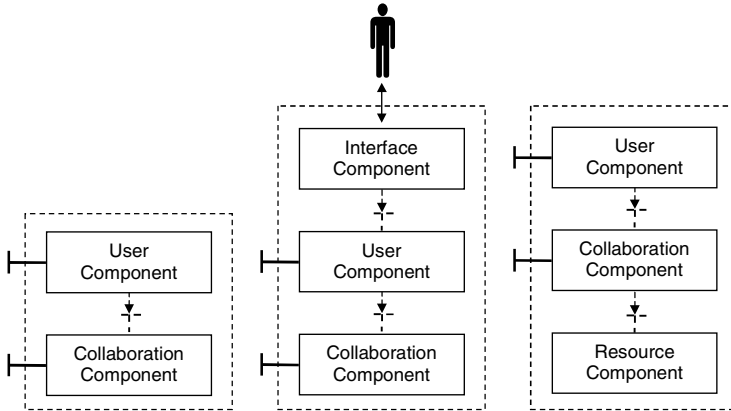 User
Component
Collaboration
Component
Interface
Component
User
Component
Collaboration
Component
User
Component
Collaboration
Component
Resource
Component